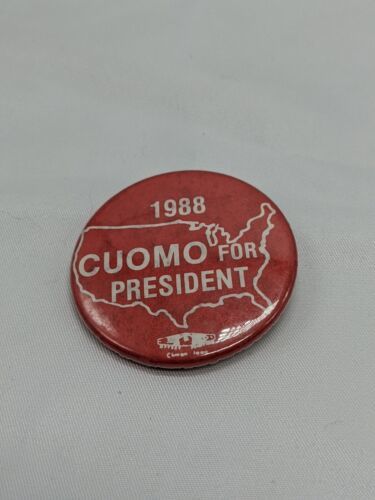 1988
CUOMO FOR
PRESIDENT